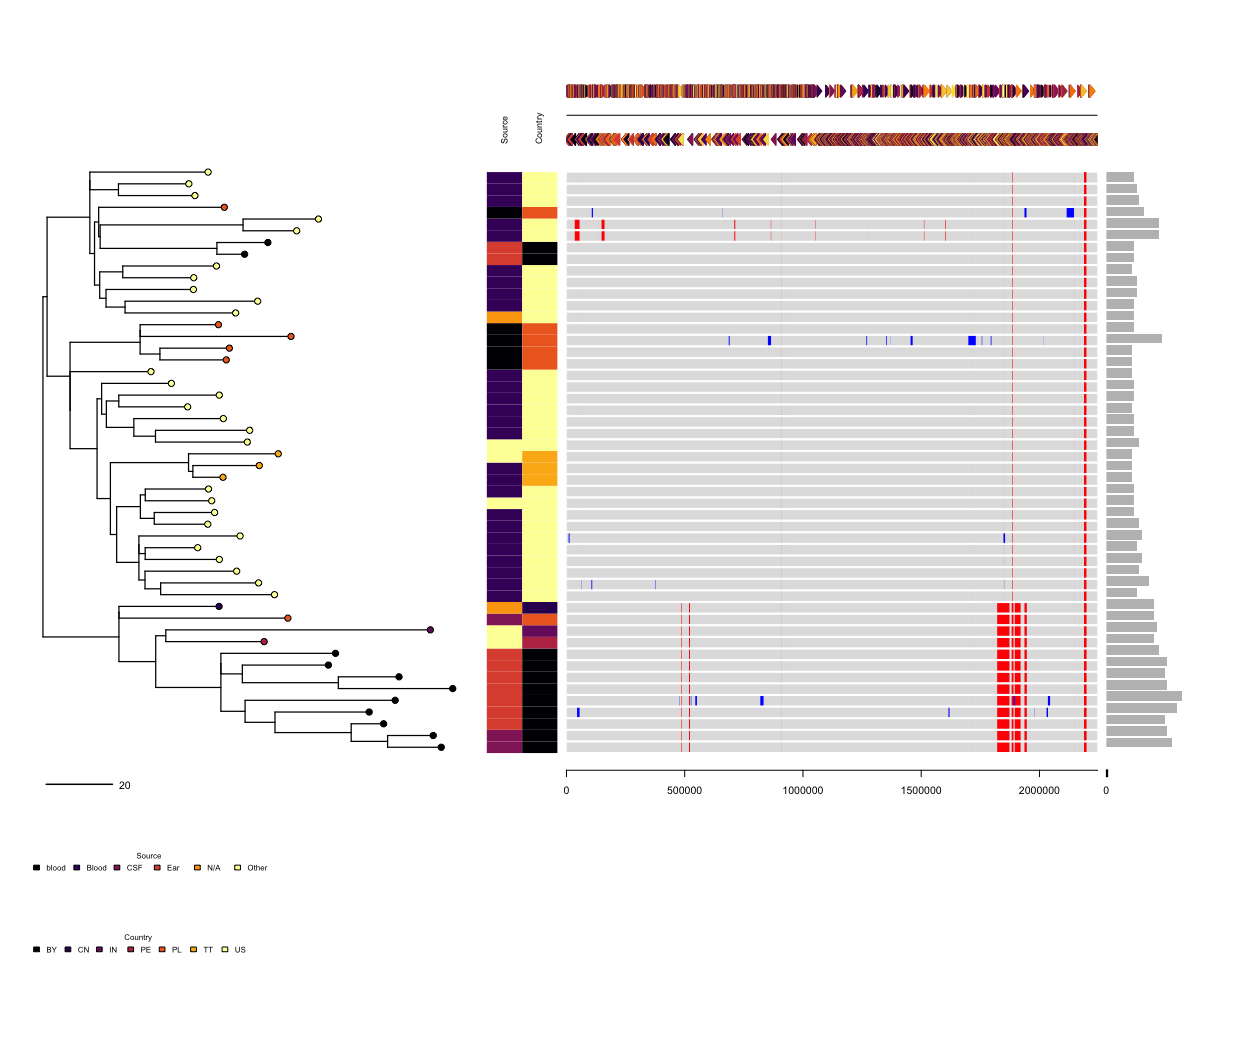 Source Country
20
0 500000 1000000 1500000 2000000 0
Source
blood Blood CSF Ear N/A Other
Country
BY CN IN PE PL TT US